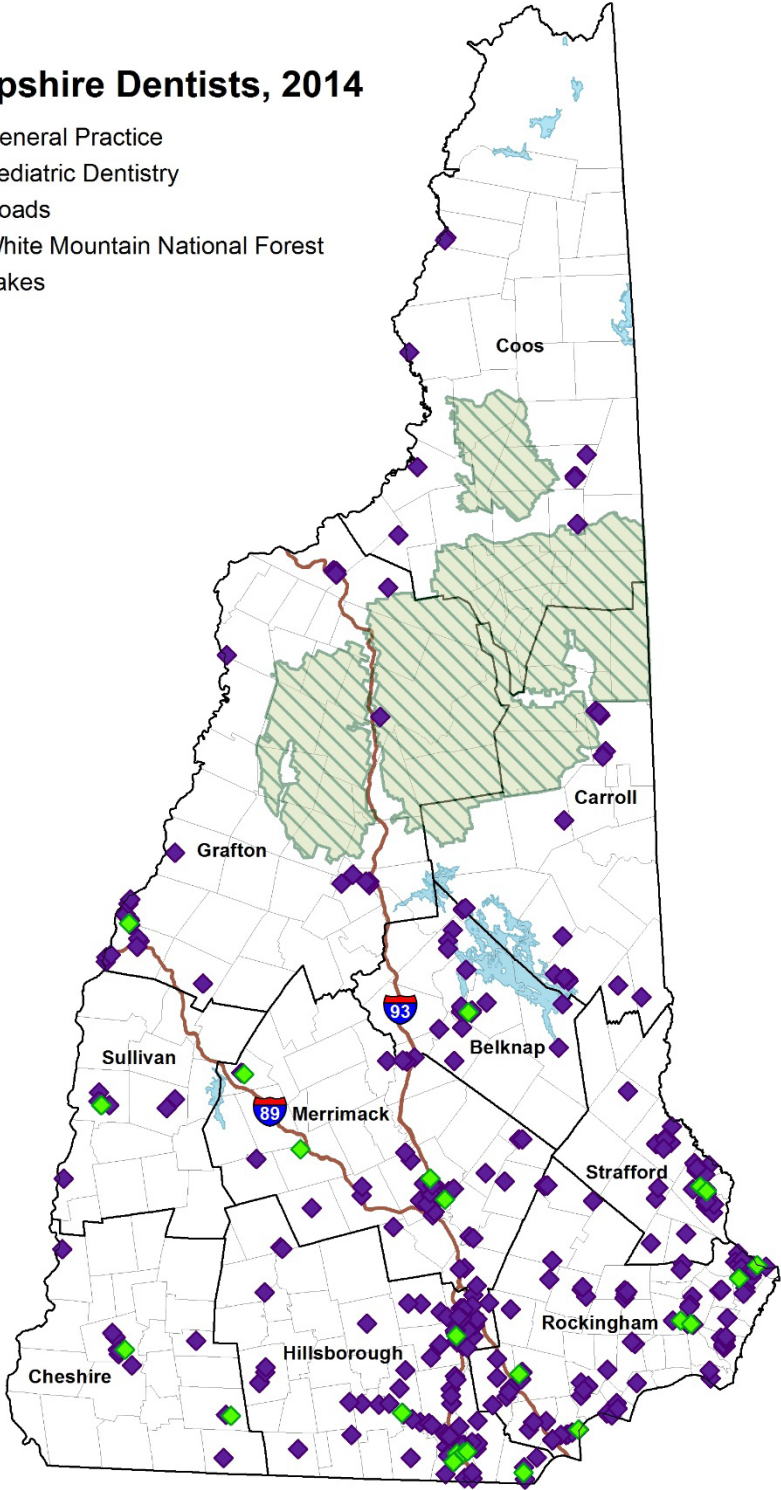 pshire Dentists, 2014
eneral Practice
ediatric Dentistry
oads
White Mountain National Forest
akes
Coos
Carroll
Grafton
93
Belknap
Sullivan
89 Merrimack
Strafford
Rockingham
Hillsborough
Cheshire